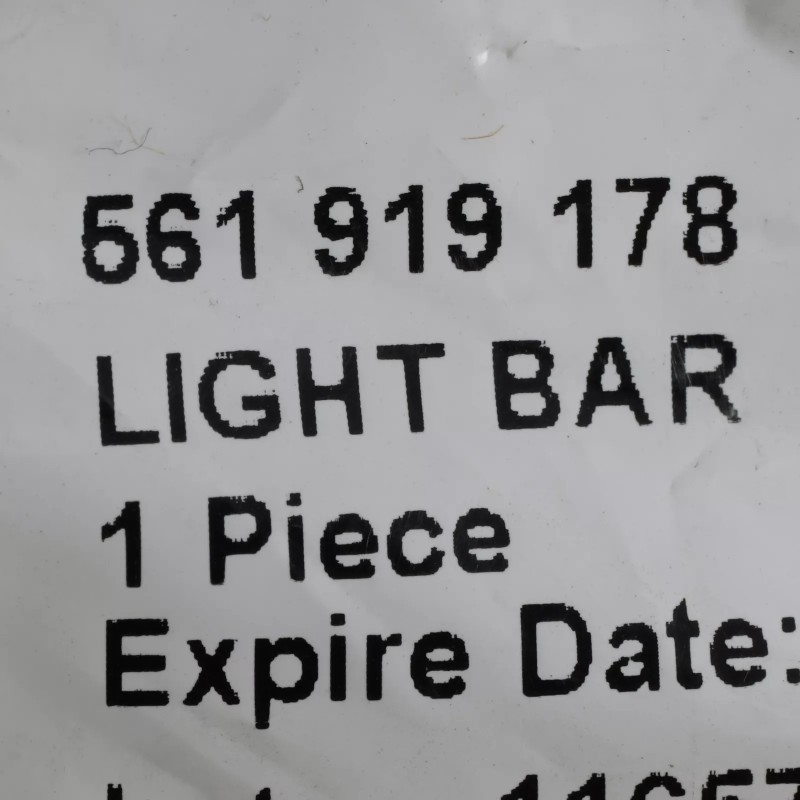 561 919 178
LIGHT BAR
1 Piece
Expire Date: